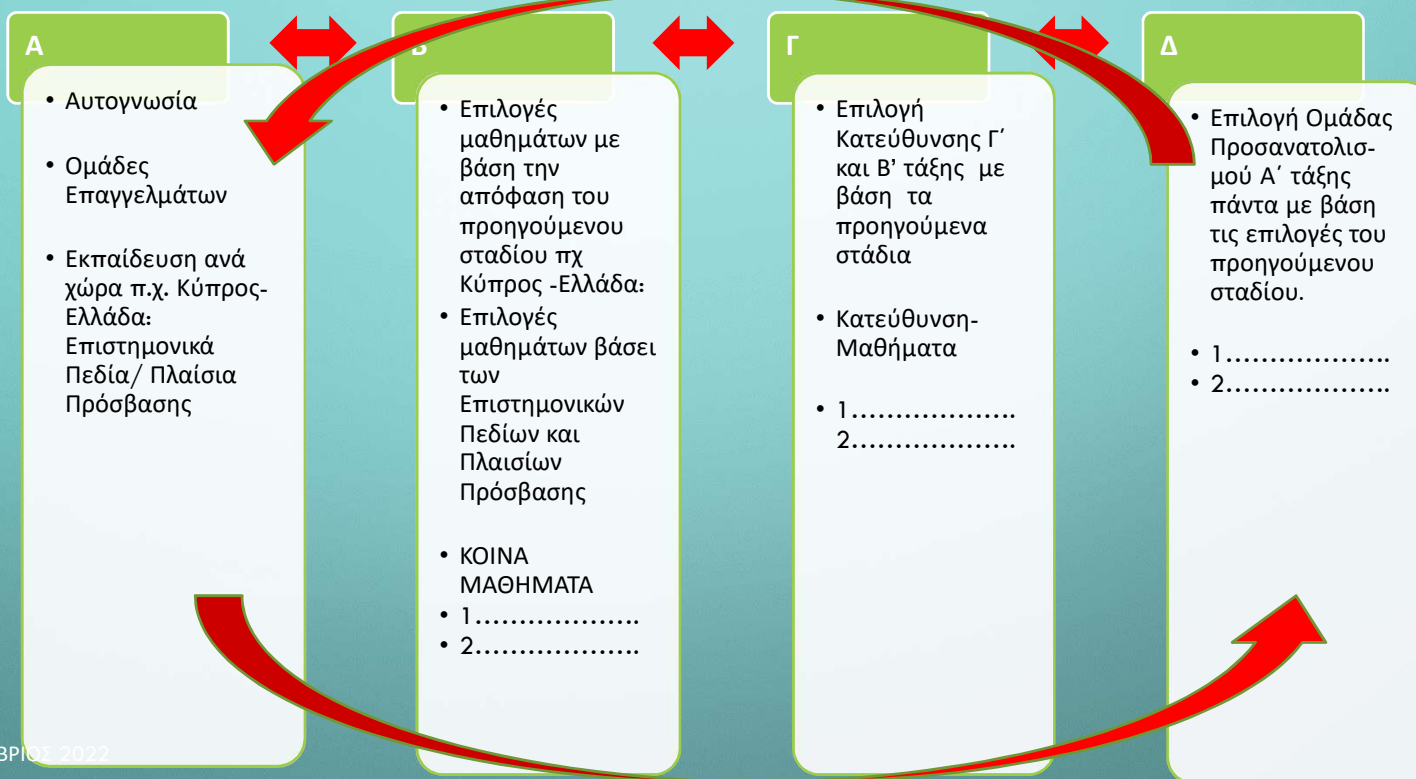 Α
• Αυτογνωσία
• Ομάδες
Επαγγελμάτων
• Εκπαίδευση ανά
χώρα π.χ. Κύπρος-
Ελλάδα:
Επιστημονικά
Πεδία/ Πλαίσια
Πρόσβασης
Β
• Επιλογές
μαθημάτων με
βάση την
απόφαση του
προηγούμενου
σταδίου πχ
Κύπρος -Ελλάδα:
• Επιλογές
μαθημάτων βάσει
των
Επιστημονικών
Πεδίων και
Πλαισίων
Πρόσβασης
• ΚΟΙΝΑ
ΜΑΘΗΜΑΤΑ
• 1...................
• 2...................
Γ
• Επιλογή
Κατεύθυνσης Γ΄
και Β’ τάξης με
βάση τα
προηγούμενα
στάδια
• Κατεύθυνση-
Μαθήματα
• 1...................
2...................
Δ
• Επιλογή Ομάδας
Προσανατολισ-
μού Α΄ τάξης
πάντα με βάση
τις επιλογές του
προηγούμενου
σταδίου.
• 1...................
• 2...................
ΒΡΙΟΣ 2022